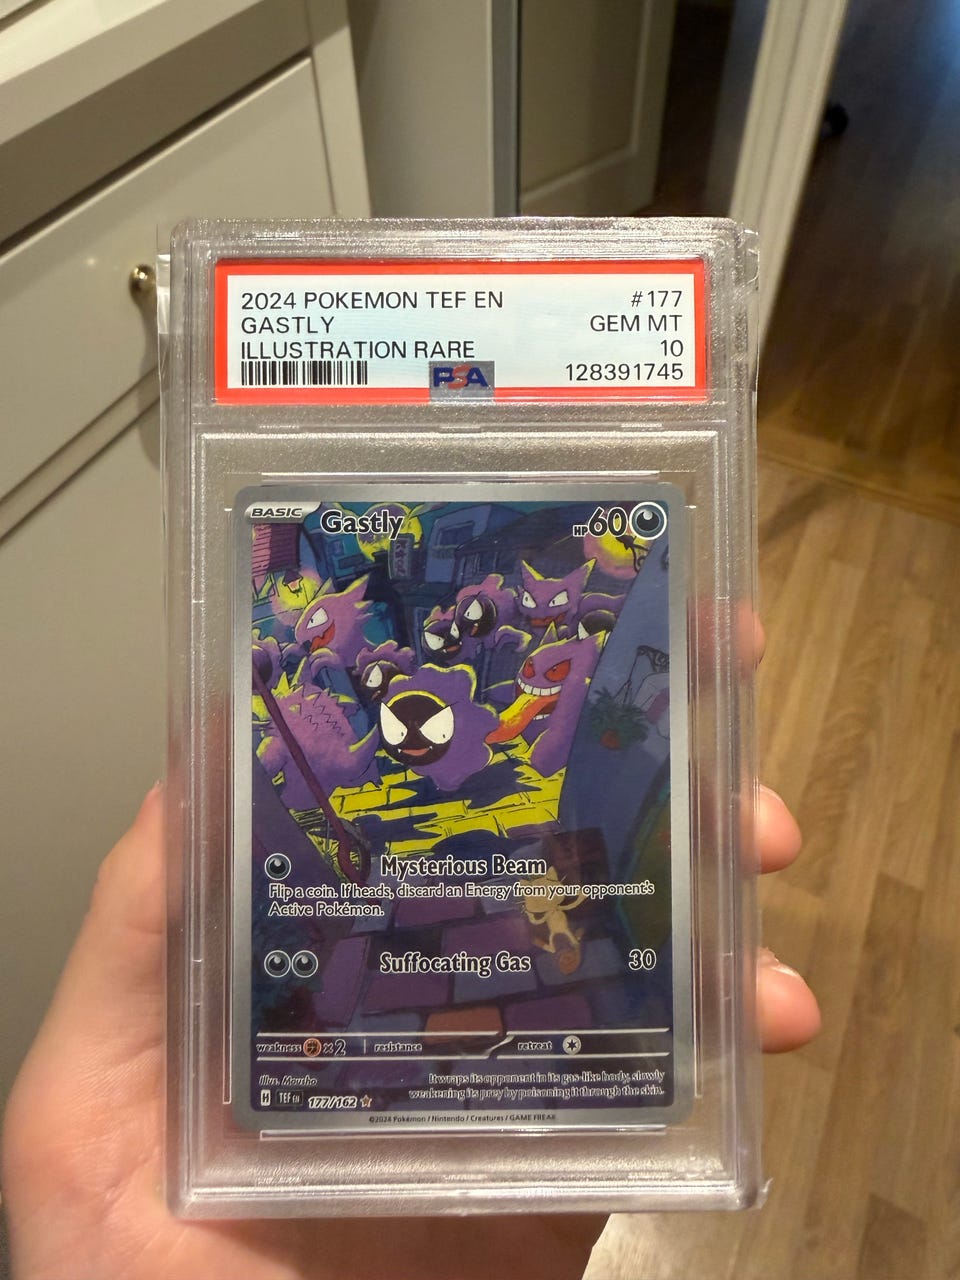 2024 POKEMON TEF EN #177
GASTLY GEM MT
ILLUSTRATION RARE 10
PSA 128391745
BASIC Gastly HP60
Mysterious Beam
Flip a coin. If heads, discard an Energy from your opponent's
Active Pokémon.
Suffocating Gas 30
weakness x2 resistance retreat
Illus. Mousho
It wraps its opponent in its gas-like body, slowly
weakening its prey by poisoning it through the skin.
H TEF EN 177/162
©2024 Pokémon / Nintendo / Creatures / GAME FREAK